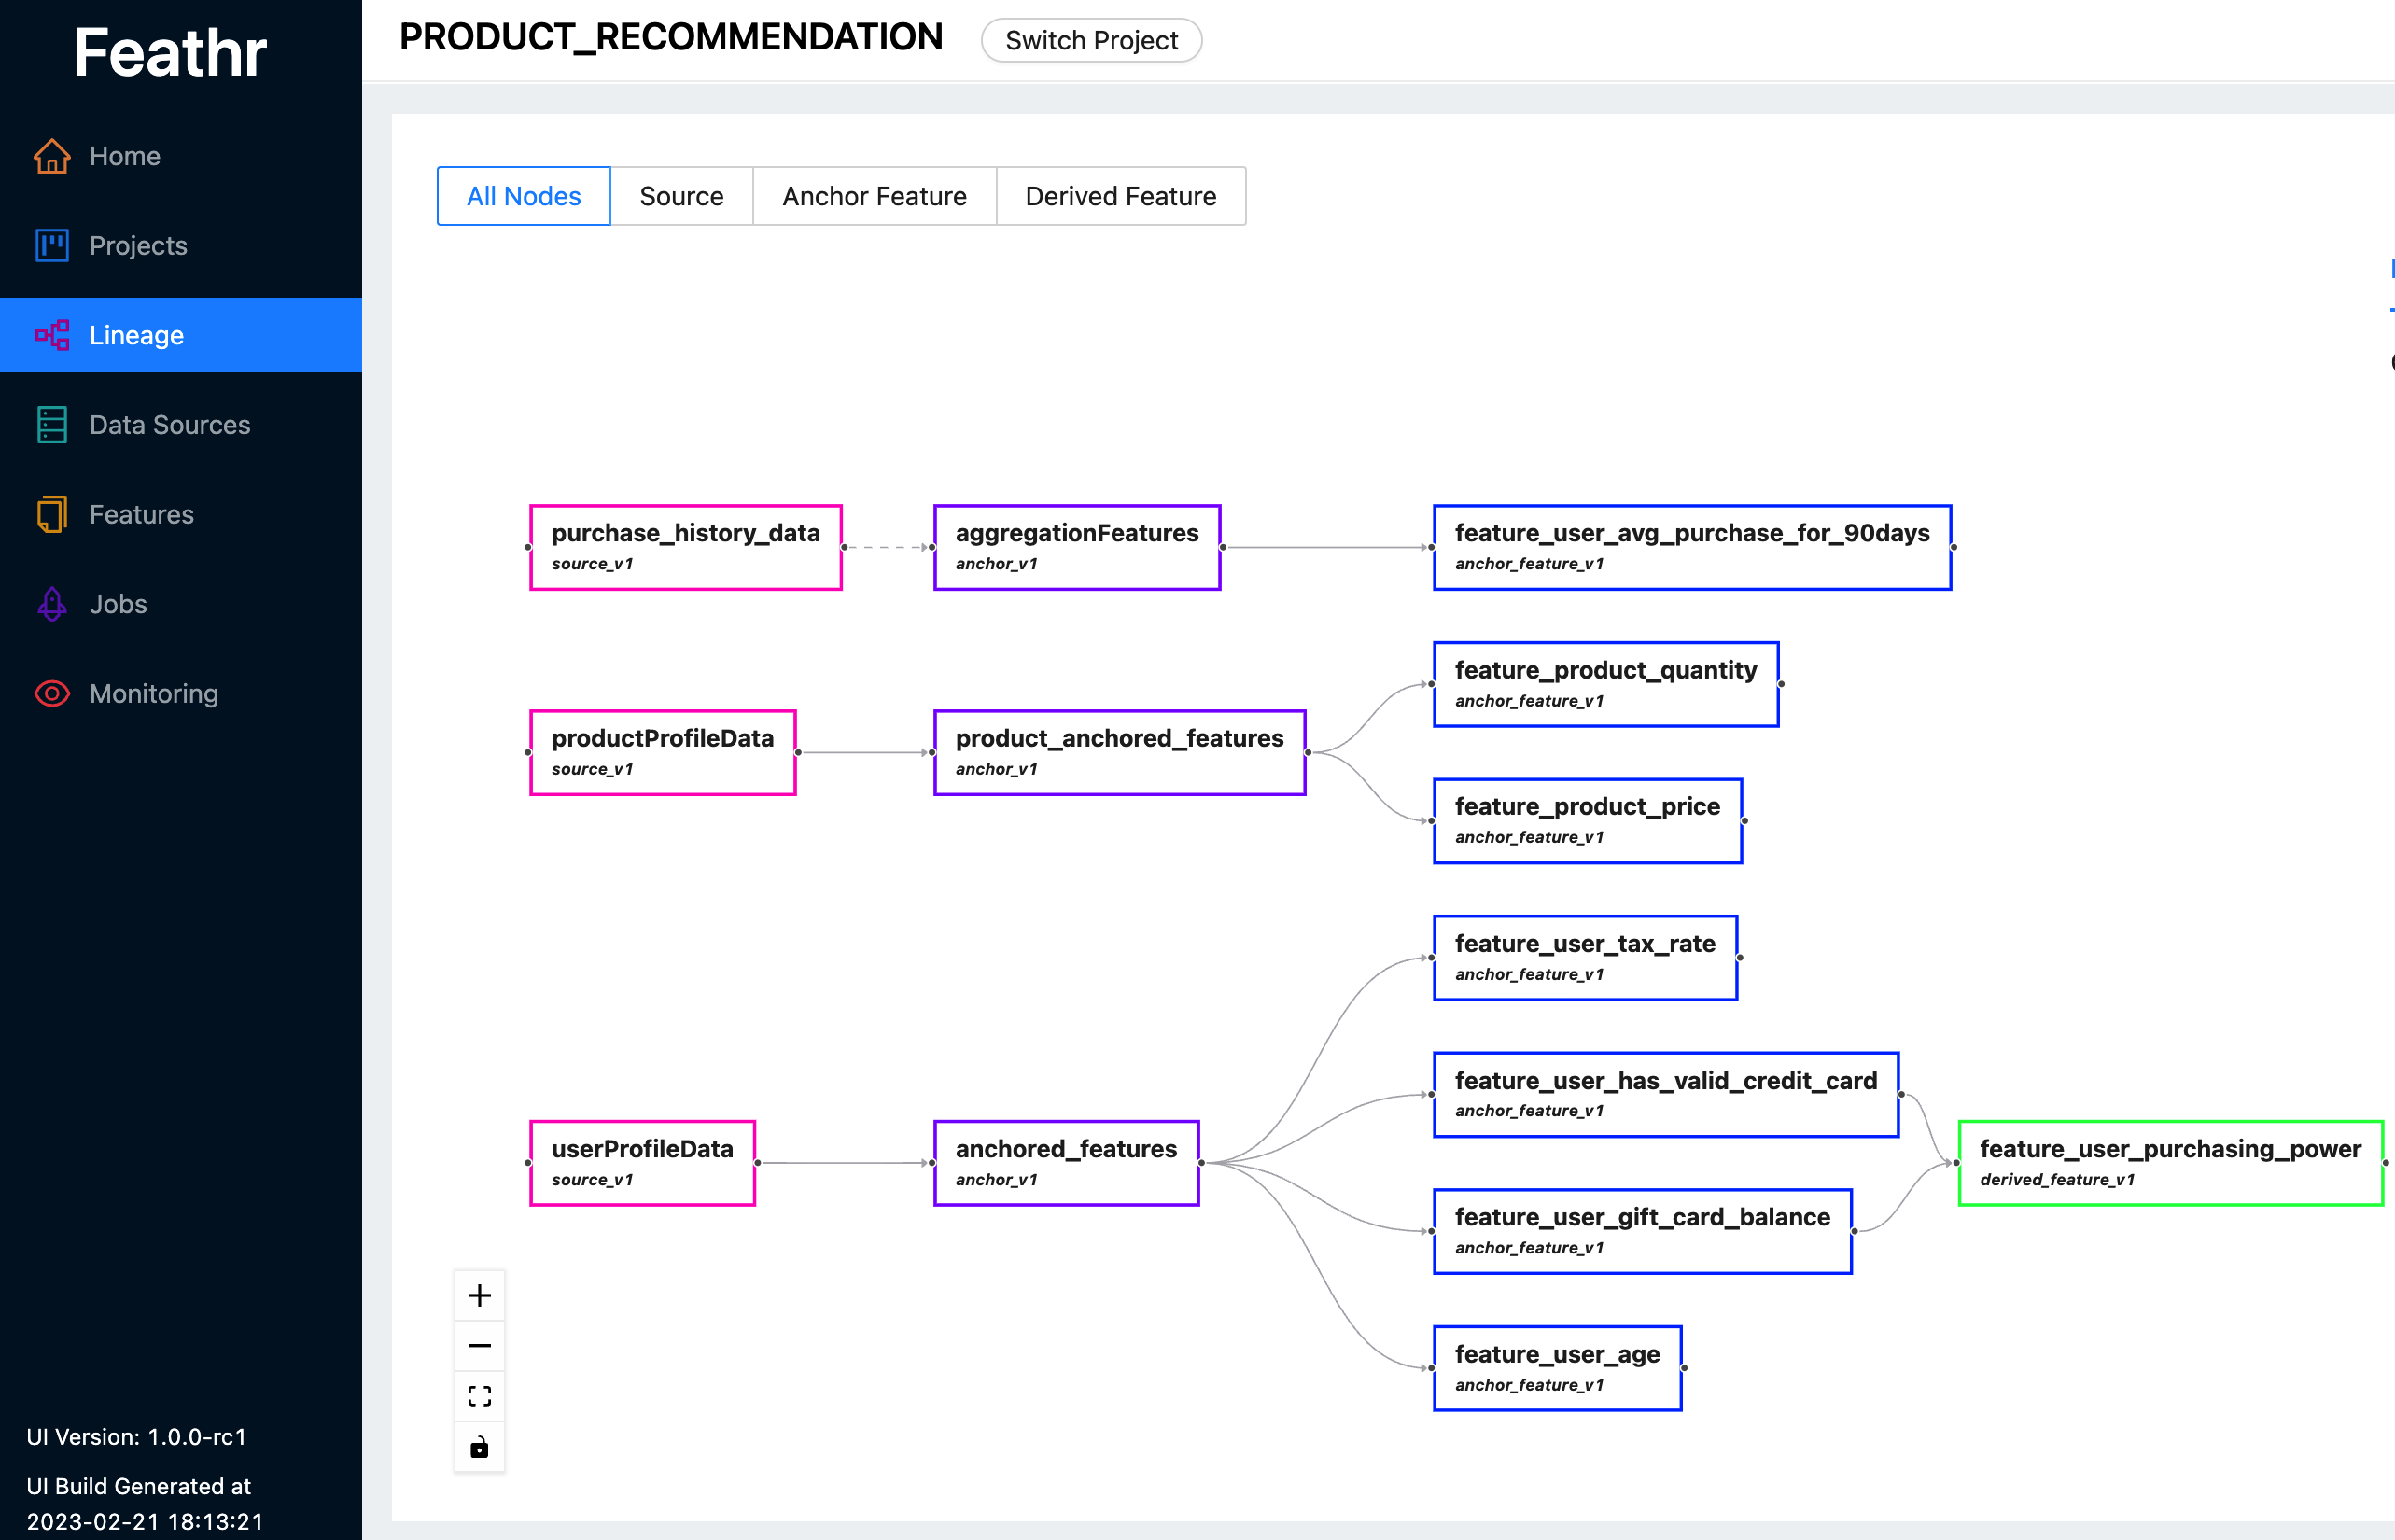 Feathr
Home
Projects
Lineage
Data Sources
Features
Jobs
Monitoring
UI Version: 1.0.0-rc1
UI Build Generated at
2023-02-21 18:13:21
PRODUCT_RECOMMENDATION
Switch Project
All Nodes
Source
Anchor Feature
Derived Feature
purchase_history_data
source_v1
aggregationFeatures
anchor_v1
feature_user_avg_purchase_for_90days
anchor_feature_v1
feature_product_quantity
anchor_feature_v1
productProfileData
source_v1
product_anchored_features
anchor_v1
feature_product_price
anchor_feature_v1
feature_user_tax_rate
anchor_feature_v1
feature_user_has_valid_credit_card
anchor_feature_v1
userProfileData
source_v1
anchored_features
anchor_v1
feature_user_purchasing_power
derived_feature_v1
feature_user_gift_card_balance
anchor_feature_v1
feature_user_age
anchor_feature_v1